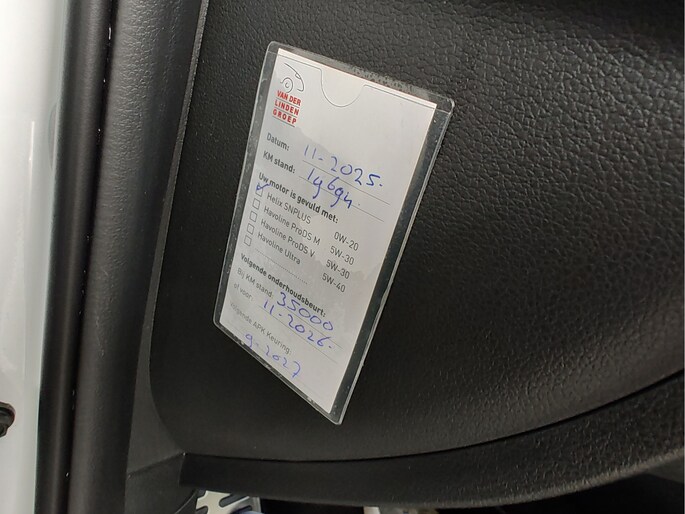 VAN DER
LINDEN
GROEP
Datum: 11-2025.
KM stand: 19694.
Uw motor is gevuld met:
Helix SNPLUS 0W-20
Havoline ProDS M 5W-30
Havoline ProDS V 5W-30
Havoline Ultra 5W-40
Volgende onderhoudsbeurt:
Bij KM stand: 35000
of voor: 11-2026.
Volgende APK Keuring
9-2027